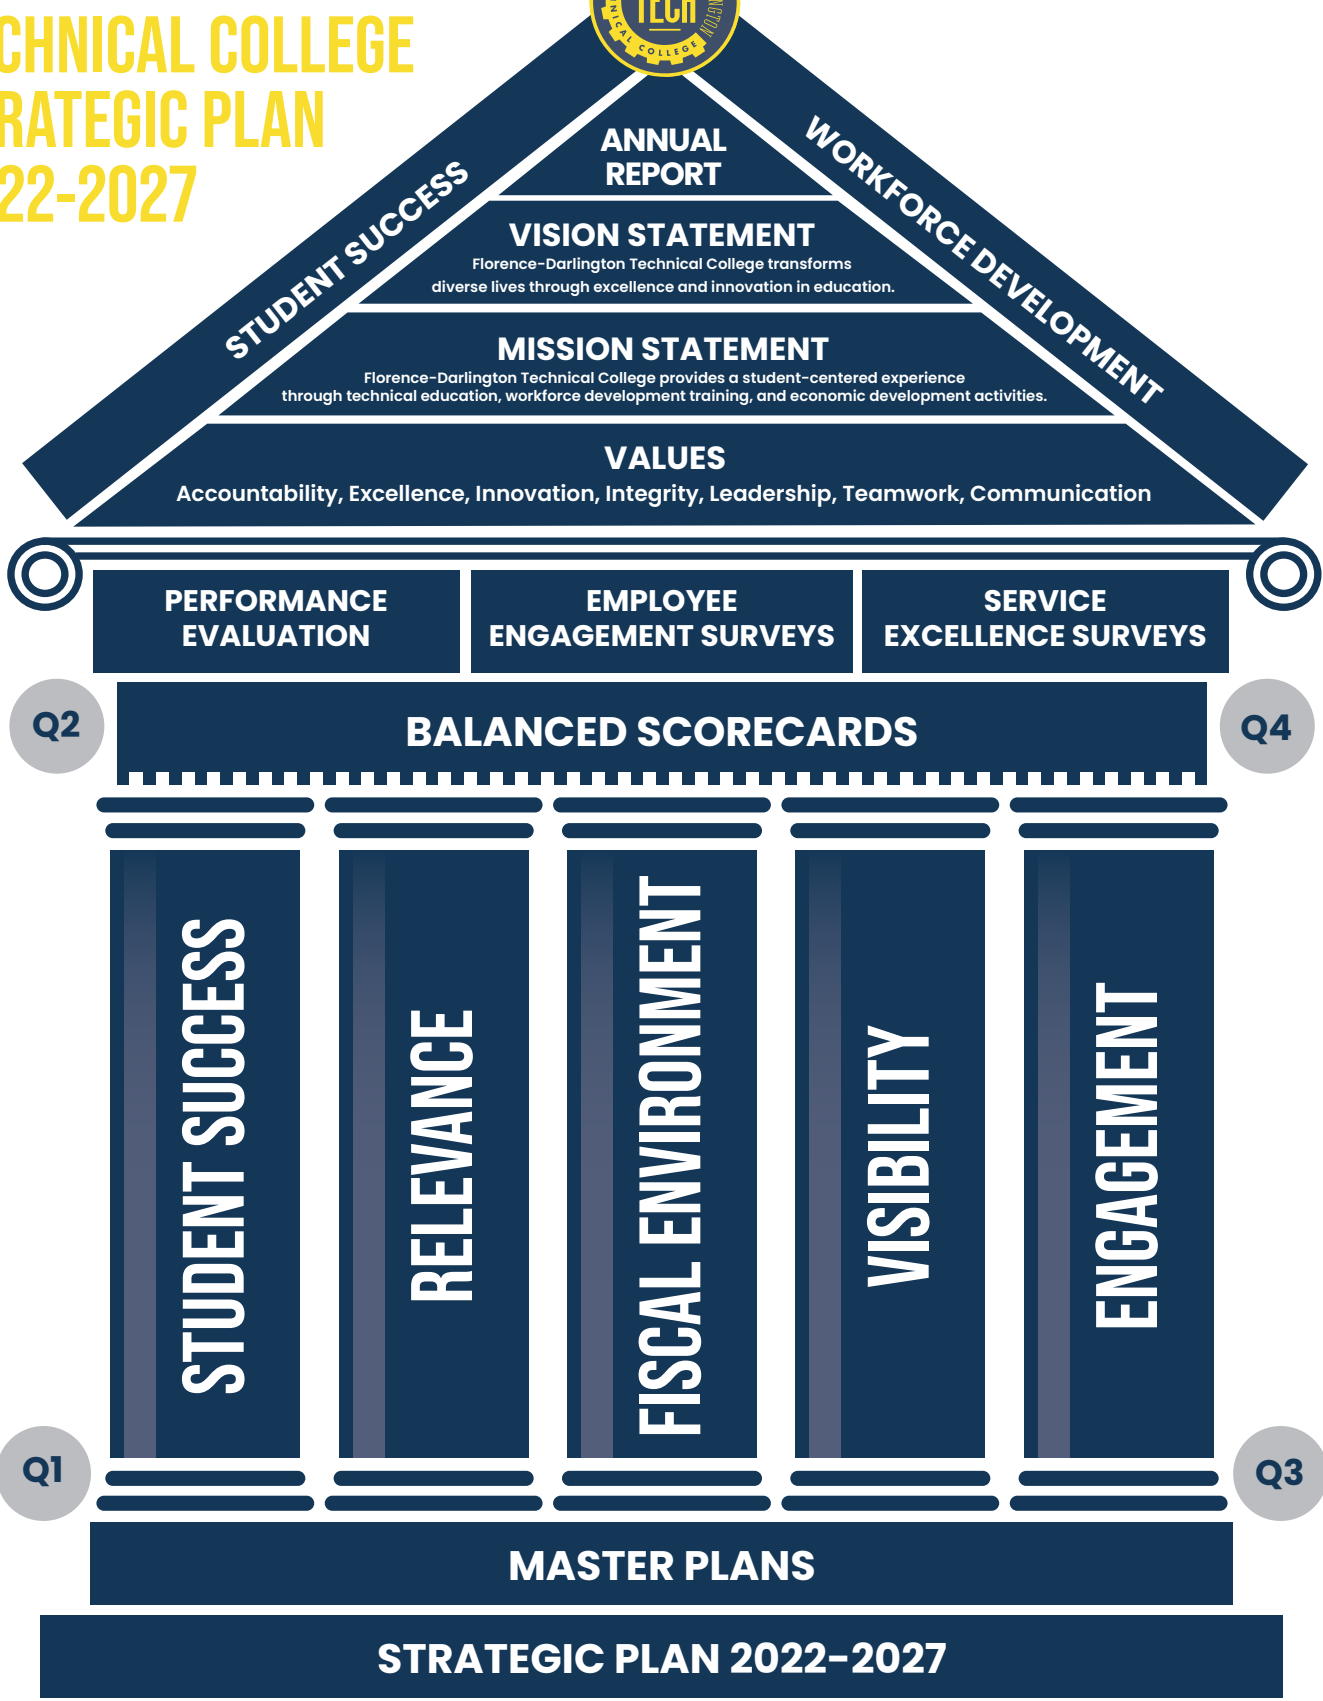 CHNICAL COLLEGE
RATEGIC PLAN
22-2027
TECH
NICAL COLLEGE
NGTON
STUDENT SUCCESS
WORKFORCE DEVELOPMENT
ANNUAL
REPORT
VISION STATEMENT
Florence-Darlington Technical College transforms
diverse lives through excellence and innovation in education.
MISSION STATEMENT
Florence-Darlington Technical College provides a student-centered experience
through technical education, workforce development training, and economic development activities.
VALUES
Accountability, Excellence, Innovation, Integrity, Leadership, Teamwork, Communication
PERFORMANCE
EVALUATION
EMPLOYEE
ENGAGEMENT SURVEYS
SERVICE
EXCELLENCE SURVEYS
Q2
BALANCED SCORECARDS
Q4
STUDENT SUCCESS
RELEVANCE
FISCAL ENVIRONMENT
VISIBILITY
ENGAGEMENT
Q1
Q3
MASTER PLANS
STRATEGIC PLAN 2022-2027